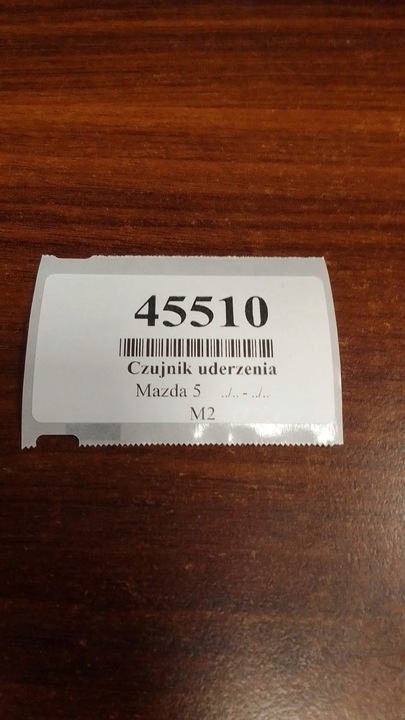 45510
Czujnik uderzenia
Mazda 5 ../.. - ../..
M2